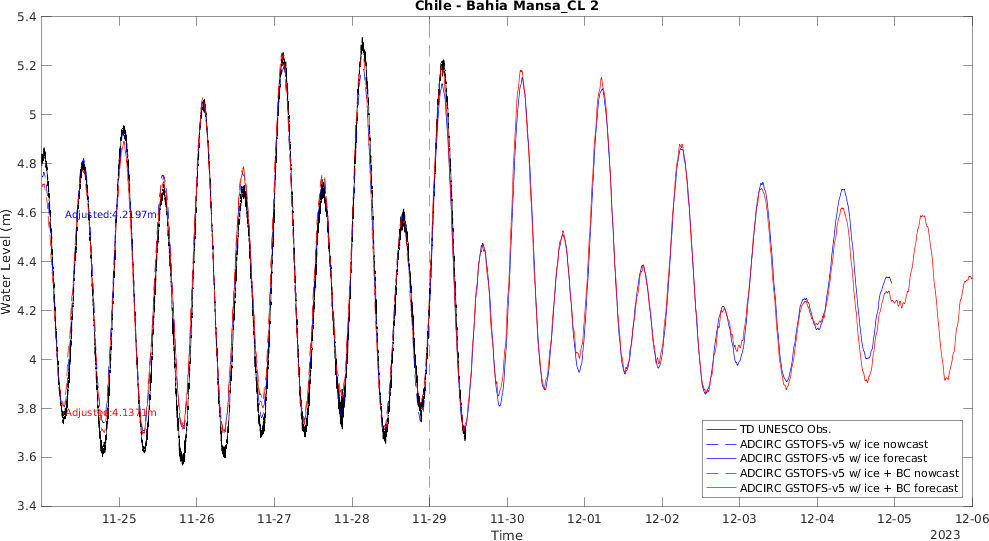 Chile - Bahia Mansa_CL 2
5.4
5.2
5
4.8
4.6
4.4
4.2
4
3.8
3.6
3.4
Water Level (m)
Adjusted:4.2197m
Adjusted:4.1371m
TD UNESCO Obs.
ADCIRC GSTOFS-v5 w/ ice nowcast
ADCIRC GSTOFS-v5 w/ ice forecast
ADCIRC GSTOFS-v5 w/ ice + BC nowcast
ADCIRC GSTOFS-v5 w/ ice + BC forecast
11-25 11-26 11-27 11-28 11-29 11-30 12-01 12-02 12-03 12-04 12-05 12-06
Time
2023